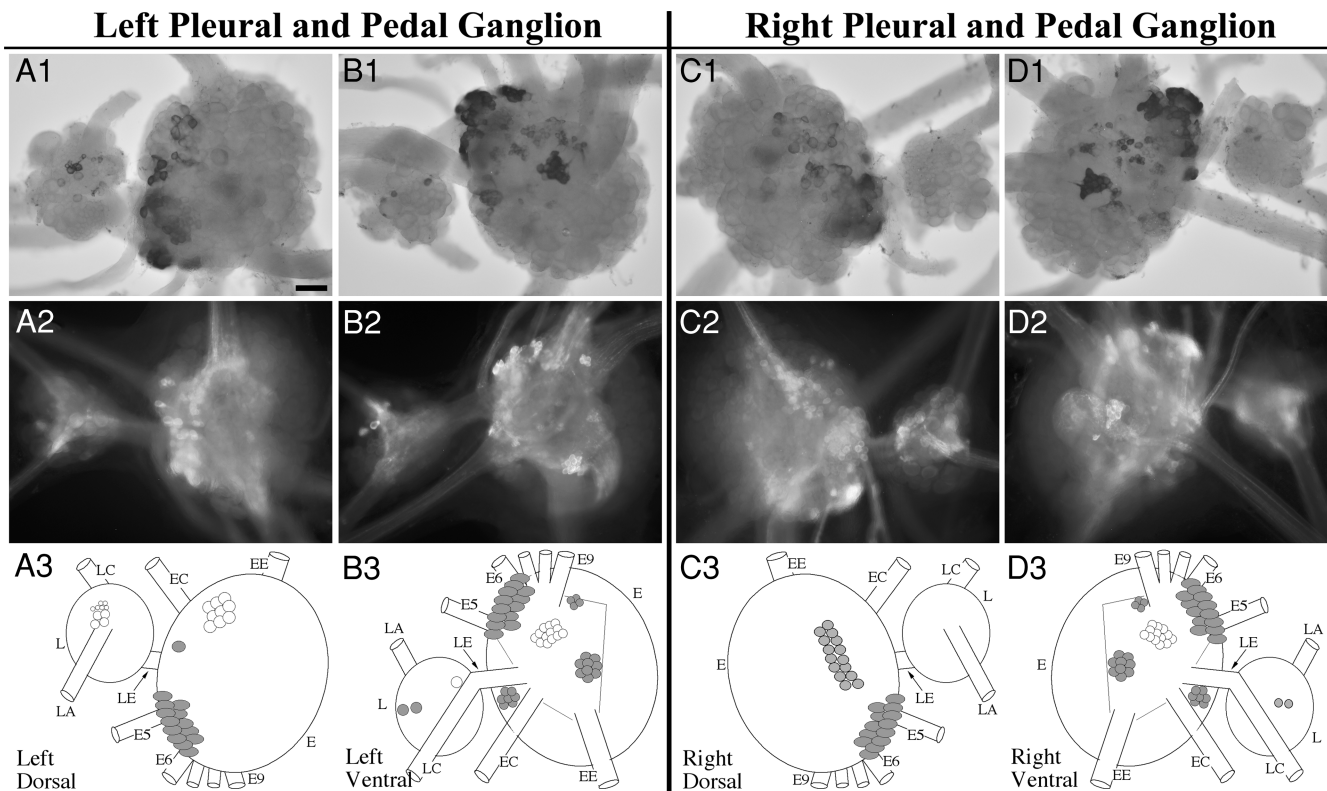 Left Pleural and Pedal Ganglion
Right Pleural and Pedal Ganglion
A1
B1
C1
D1
A2
B2
C2
D2
A3
LC
EC
EE
L
LA
LE
E5
E6
E9
E
Left
Dorsal
B3
E6
E9
E5
E
LA
LE
L
LC
EC
EE
Left
Ventral
C3
EE
EC
LC
L
E
LE
LA
E5
E6
E9
Right
Dorsal
D3
E9
E6
E5
LE
LA
E
L
EE
EC
LC
Right
Ventral